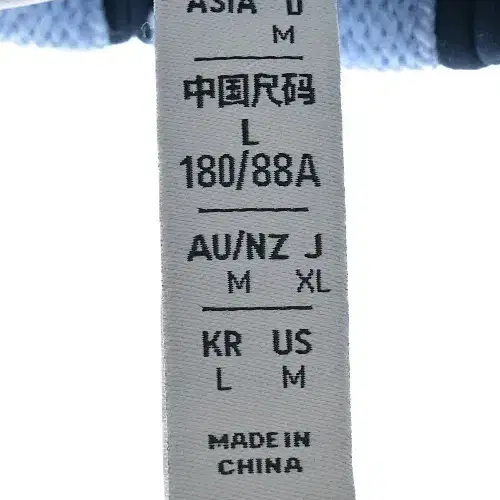 ASIA D
M
中国尺码
L
180/88A
AU/NZ J
M XL
KR US
L M
MADE IN
CHINA